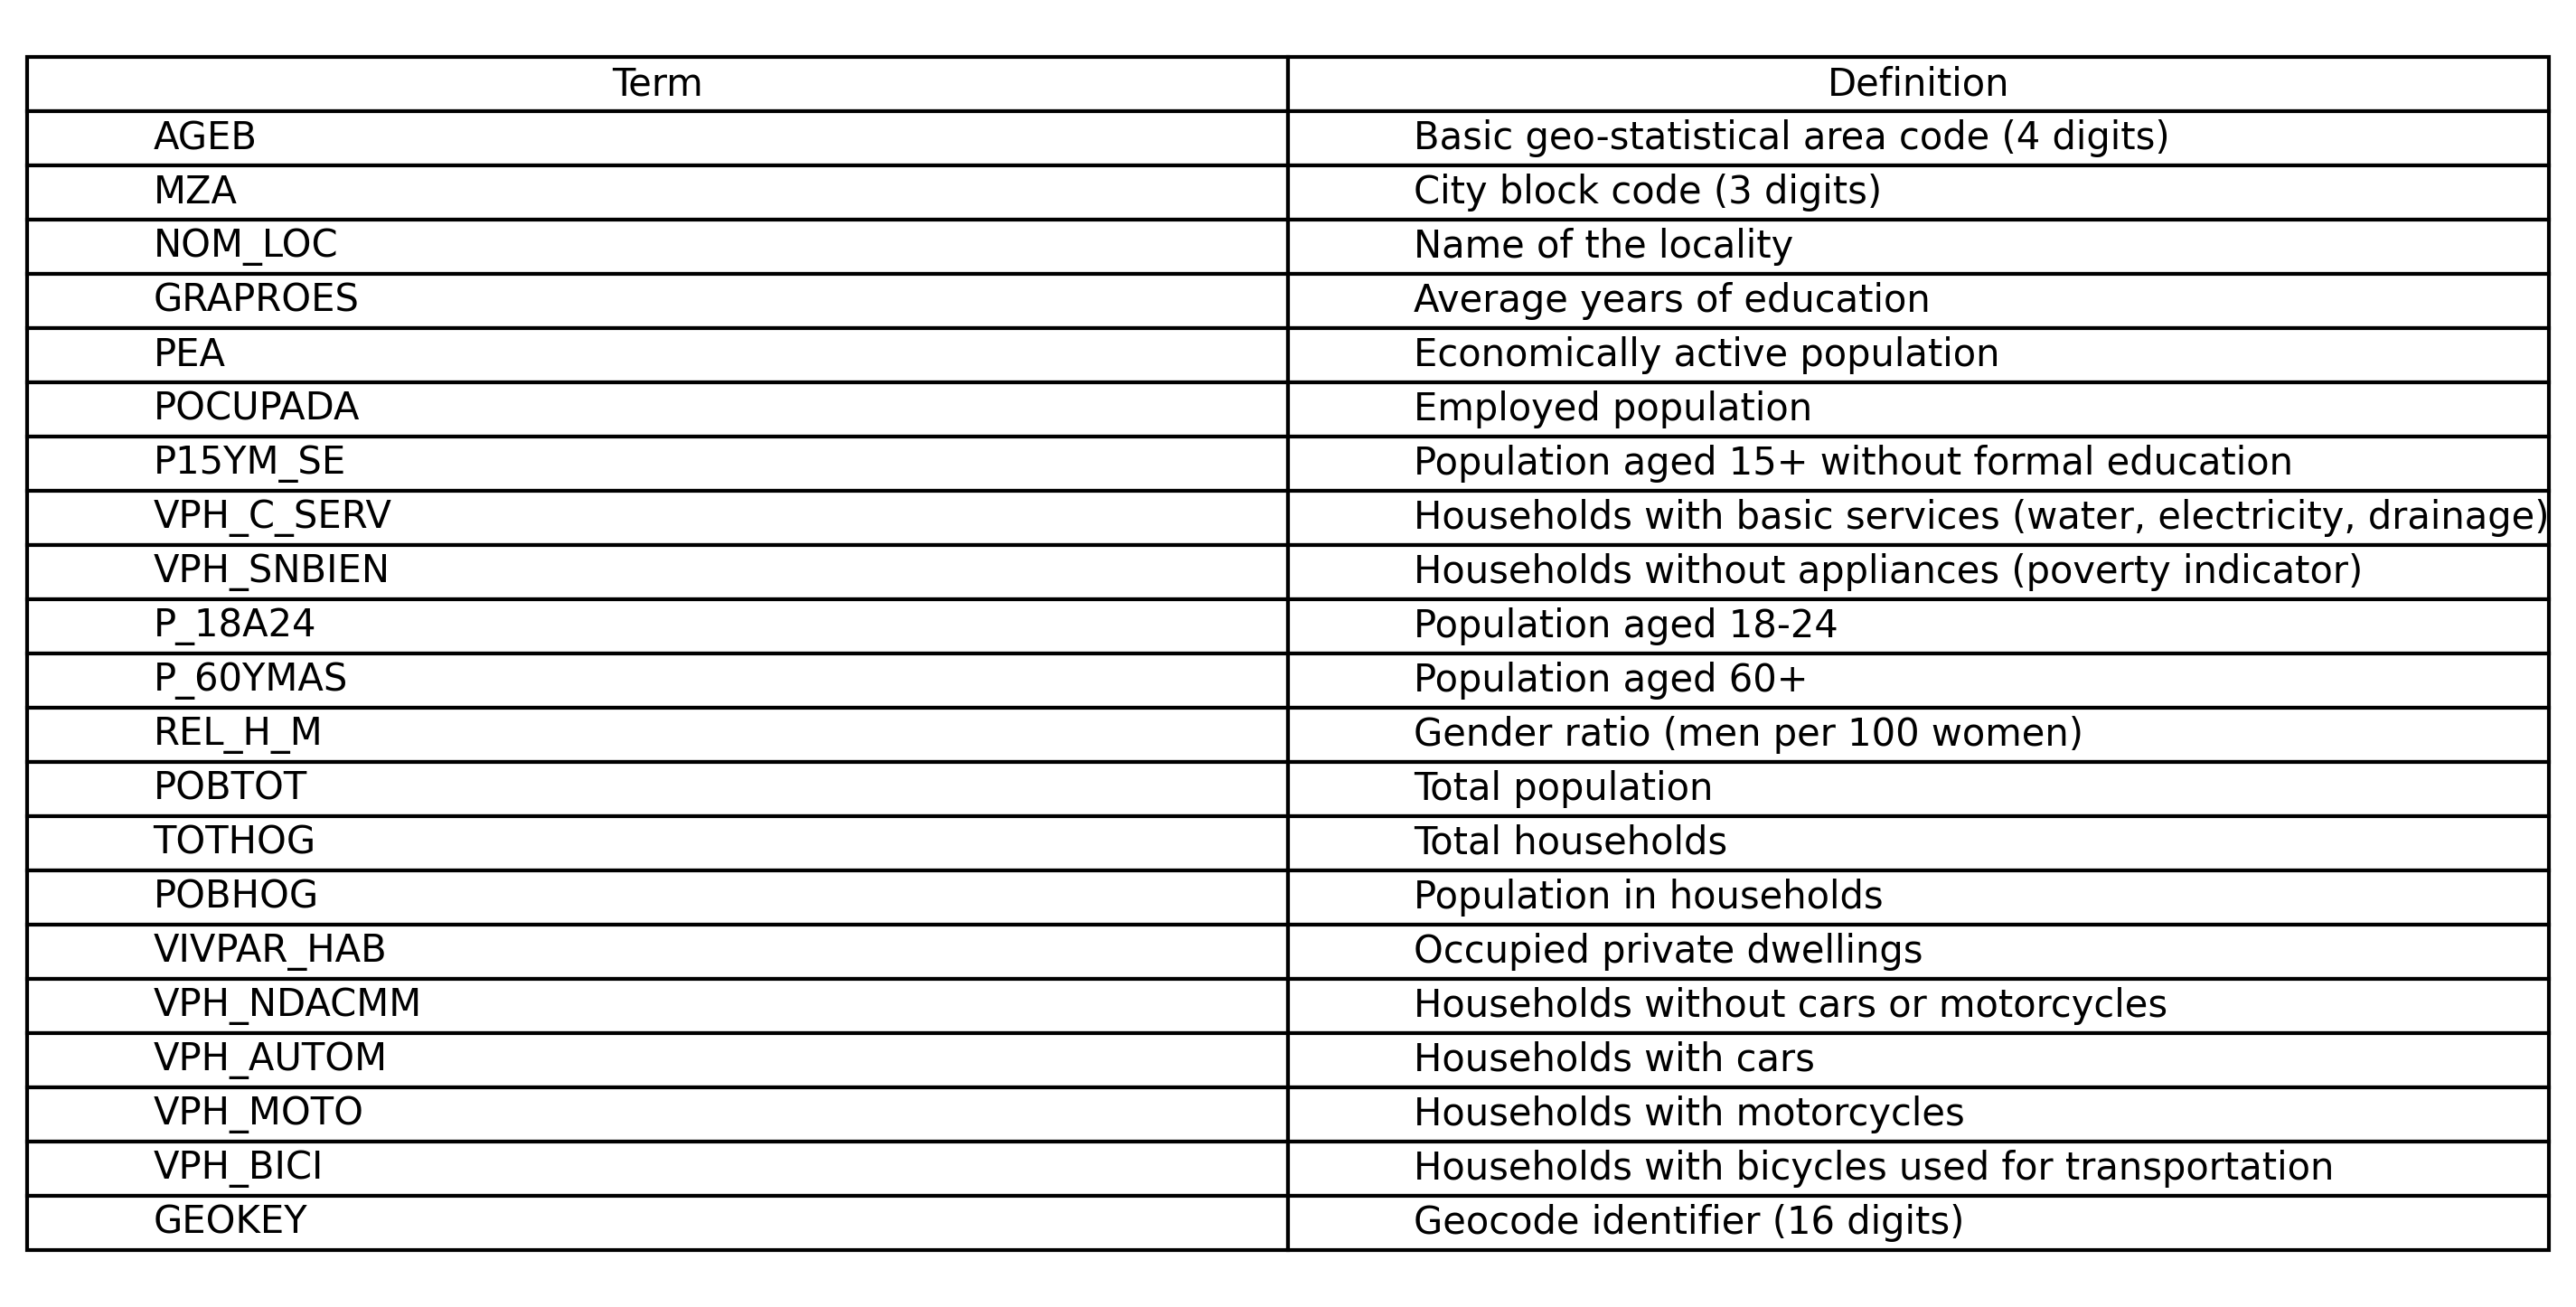 Term Definition
AGEB Basic geo-statistical area code (4 digits)
MZA City block code (3 digits)
NOM_LOC Name of the locality
GRAPROES Average years of education
PEA Economically active population
POCUPADA Employed population
P15YM_SE Population aged 15+ without formal education
VPH_C_SERV Households with basic services (water, electricity, drainage)
VPH_SNBIEN Households without appliances (poverty indicator)
P_18A24 Population aged 18-24
P_60YMAS Population aged 60+
REL_H_M Gender ratio (men per 100 women)
POBTOT Total population
TOTHOG Total households
POBHOG Population in households
VIVPAR_HAB Occupied private dwellings
VPH_NDACMM Households without cars or motorcycles
VPH_AUTOM Households with cars
VPH_MOTO Households with motorcycles
VPH_BICI Households with bicycles used for transportation
GEOKEY Geocode identifier (16 digits)